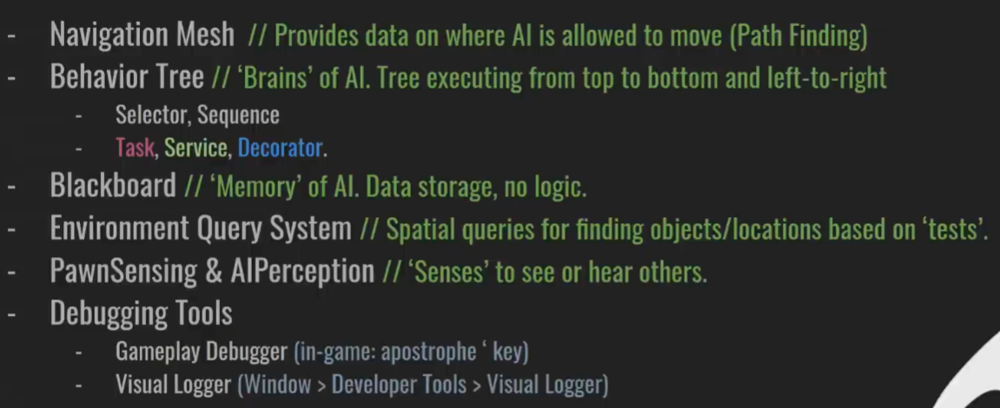 - Navigation Mesh // Provides data on where AI is allowed to move (Path Finding)
- Behavior Tree // ‘Brains’ of AI. Tree executing from top to bottom and left-to-right
- Selector, Sequence
- Task, Service, Decorator.
- Blackboard // ‘Memory’ of AI. Data storage, no logic.
- Environment Query System // Spatial queries for finding objects/locations based on ‘tests’.
- PawnSensing & AIPerception // ‘Senses’ to see or hear others.
- Debugging Tools
- Gameplay Debugger (in-game: apostrophe ‘ key)
- Visual Logger (Window > Developer Tools > Visual Logger)